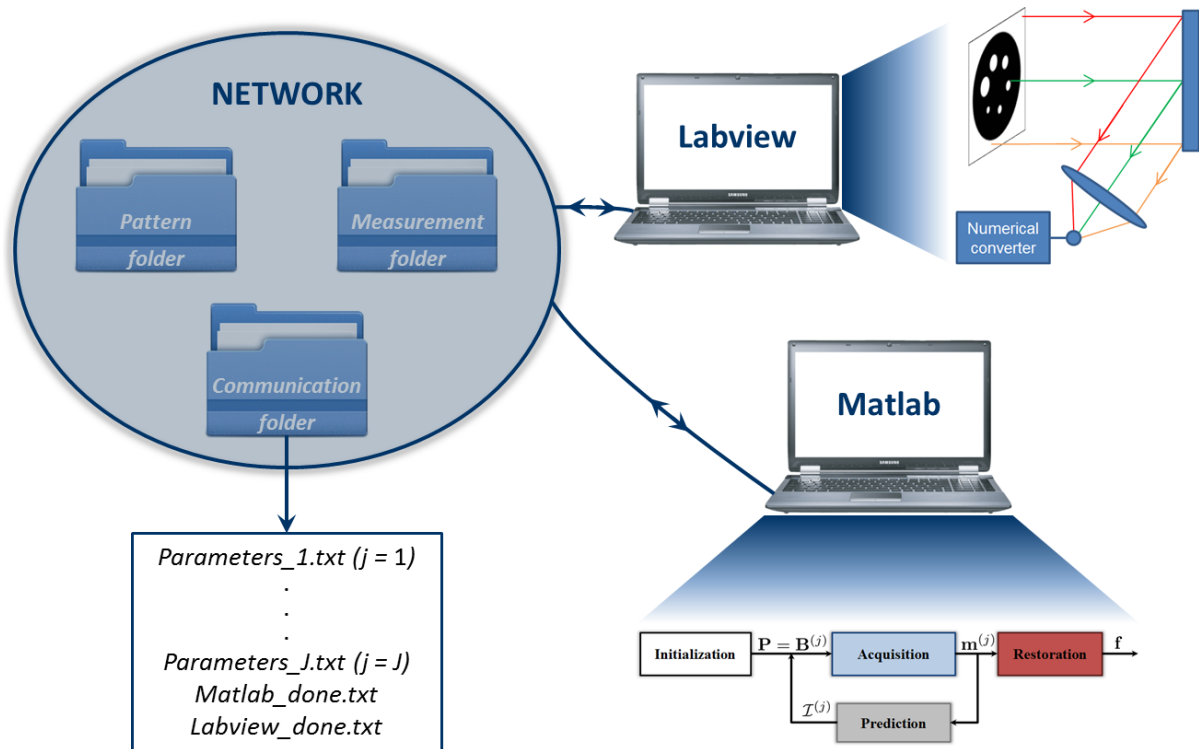 NETWORK
Pattern
folder
Measurement
folder
Communication
folder
Parameters_1.txt (j = 1)
.
.
.
Parameters_J.txt (j = J)
Matlab_done.txt
Labview_done.txt
Labview
SAMSUNG
Numerical
converter
Matlab
SAMSUNG
Initialization
P = B^(j)
Acquisition
m^(j)
Restoration
f
ℐ^(j)
Prediction